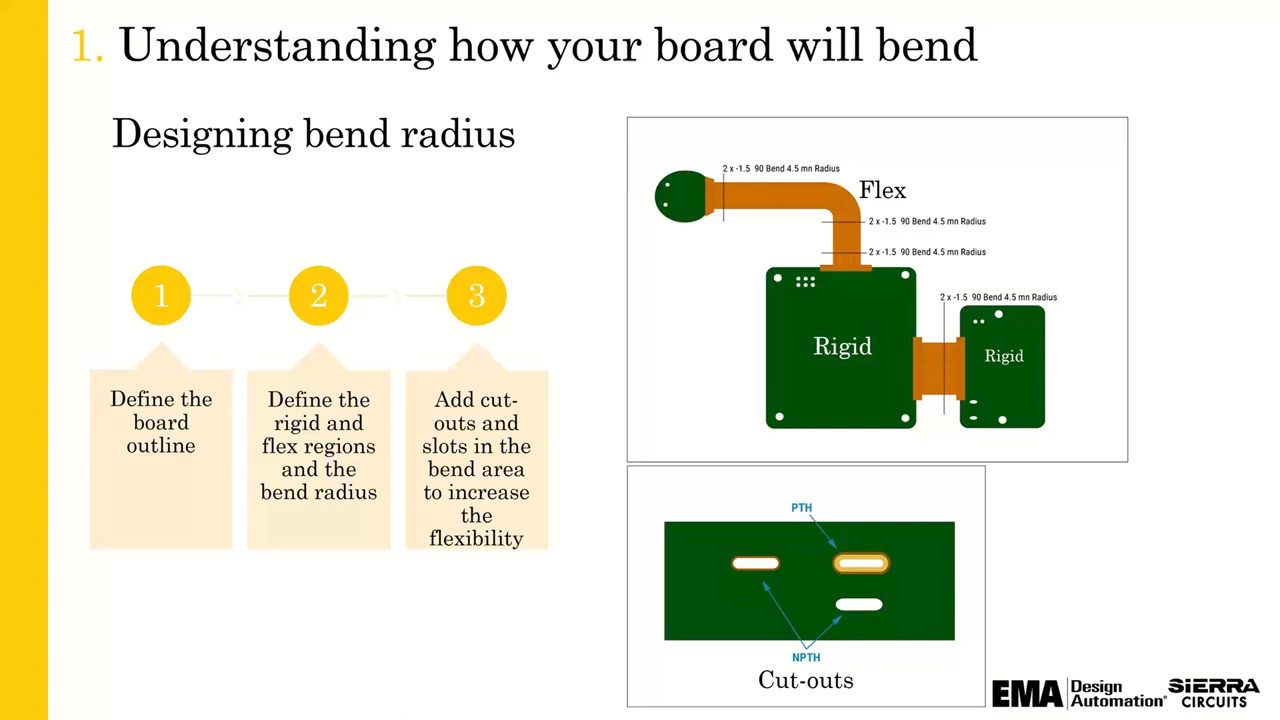 1. Understanding how your board will bend
Designing bend radius
1
2
3
Define the
board
outline
Define the
rigid and
flex regions
and the
bend radius
Add cut-
outs and
slots in the
bend area
to increase
the
flexibility
2 x -1.5 90 Bend 4.5 mn Radius
Flex
2 x -1.5 90 Bend 4.5 mn Radius
2 x -1.5 90 Bend 4.5 mn Radius
2 x -1.5 90 Bend 4.5 mn Radius
Rigid
Rigid
PTH
NPTH
Cut-outs
EMA Design
Automation®
SIERRA
CIRCUITS